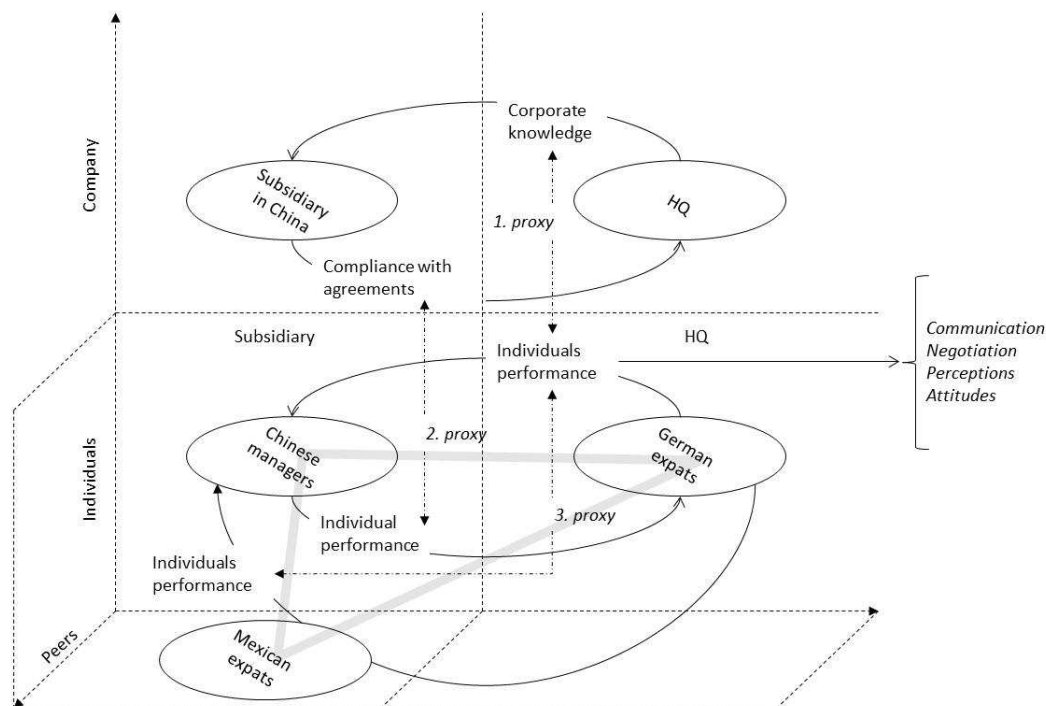 Corporate
knowledge
Company
Subsidiary
in China
HQ
1. proxy
Compliance with
agreements
Subsidiary
HQ
Communication
Negotiation
Perceptions
Attitudes
Individuals
performance
Individuals
Chinese
managers
2. proxy
German
expats
Individual
performance
3. proxy
Individuals
performance
Peers
Mexican
expats